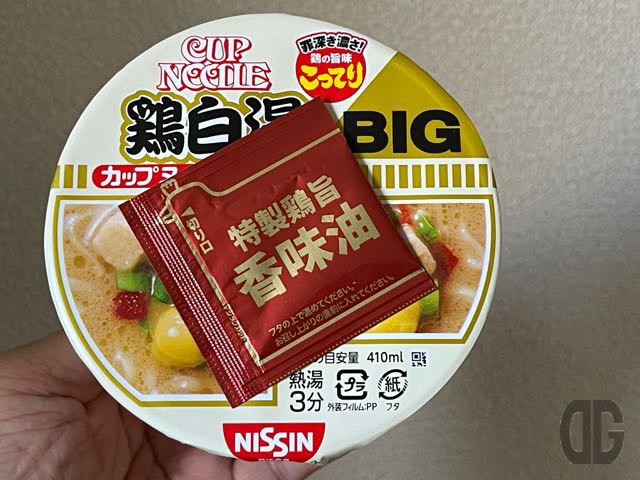 CUP
NOODLE
罪深き濃さ!
鶏の旨味
こってり
鶏白湯
BIG
カップヌ
切り口
特製鶏旨
香味油
フタの上で温めてください。
お召し上がりの直前に入れてください。
の目安量 410ml
熱湯
3分
プラ
外装フィルム:PP
紙
フタ
NISSIN
DG